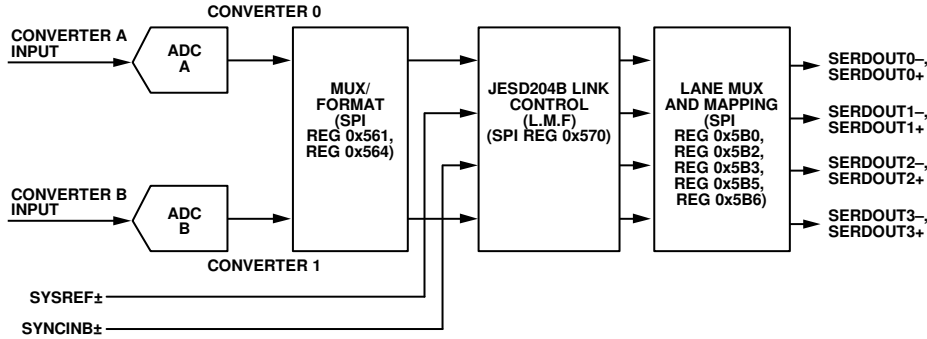 CONVERTER 0
CONVERTER A
INPUT
ADC
A
MUX/
FORMAT
(SPI
REG 0x561,
REG 0x564)
JESD204B LINK
CONTROL
(L.M.F)
(SPI REG 0x570)
LANE MUX
AND MAPPING
(SPI
REG 0x5B0,
REG 0x5B2,
REG 0x5B3,
REG 0x5B5,
REG 0x5B6)
SERDOUT0–,
SERDOUT0+
SERDOUT1–,
SERDOUT1+
SERDOUT2–,
SERDOUT2+
SERDOUT3–,
SERDOUT3+
CONVERTER B
INPUT
ADC
B
CONVERTER 1
SYSREF±
SYNCINB±